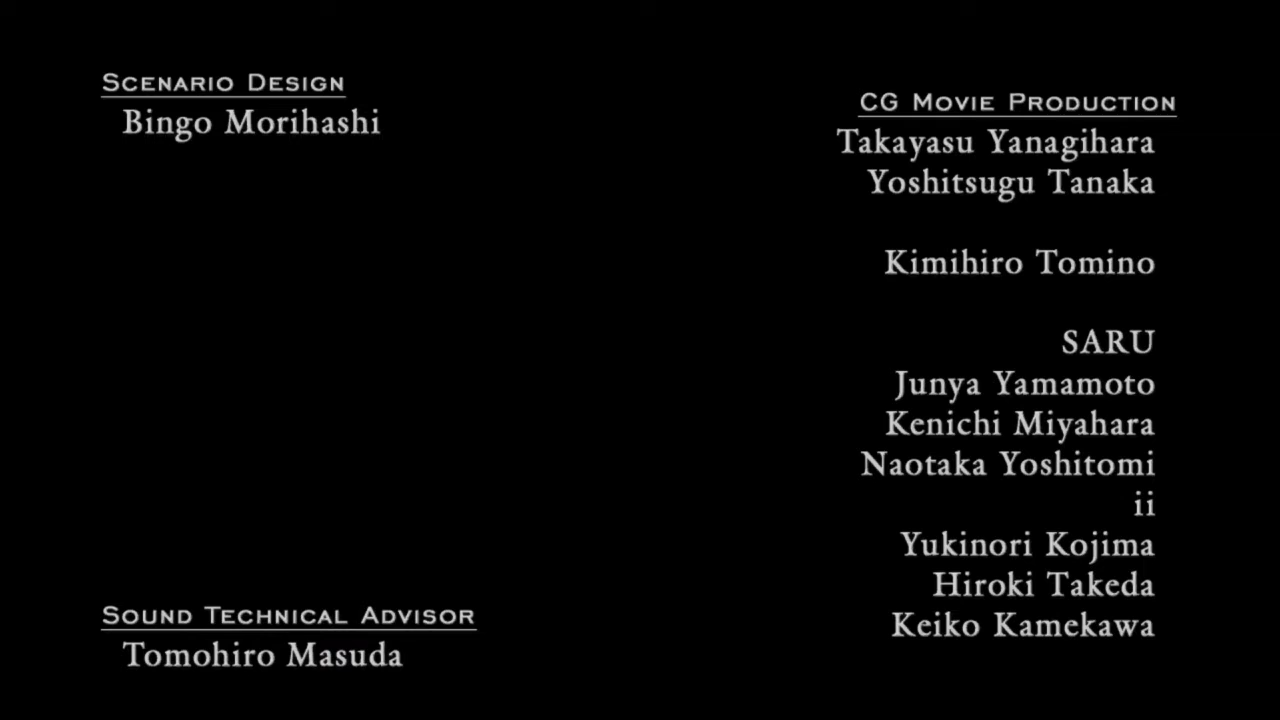 Scenario Design
Bingo Morihashi
Sound Technical Advisor
Tomohiro Masuda
CG Movie Production
Takayasu Yanagihara
Yoshitsugu Tanaka
Kimihiro Tomino
SARU
Junya Yamamoto
Kenichi Miyahara
Naotaka Yoshitomi
ii
Yukinori Kojima
Hiroki Takeda
Keiko Kamekawa